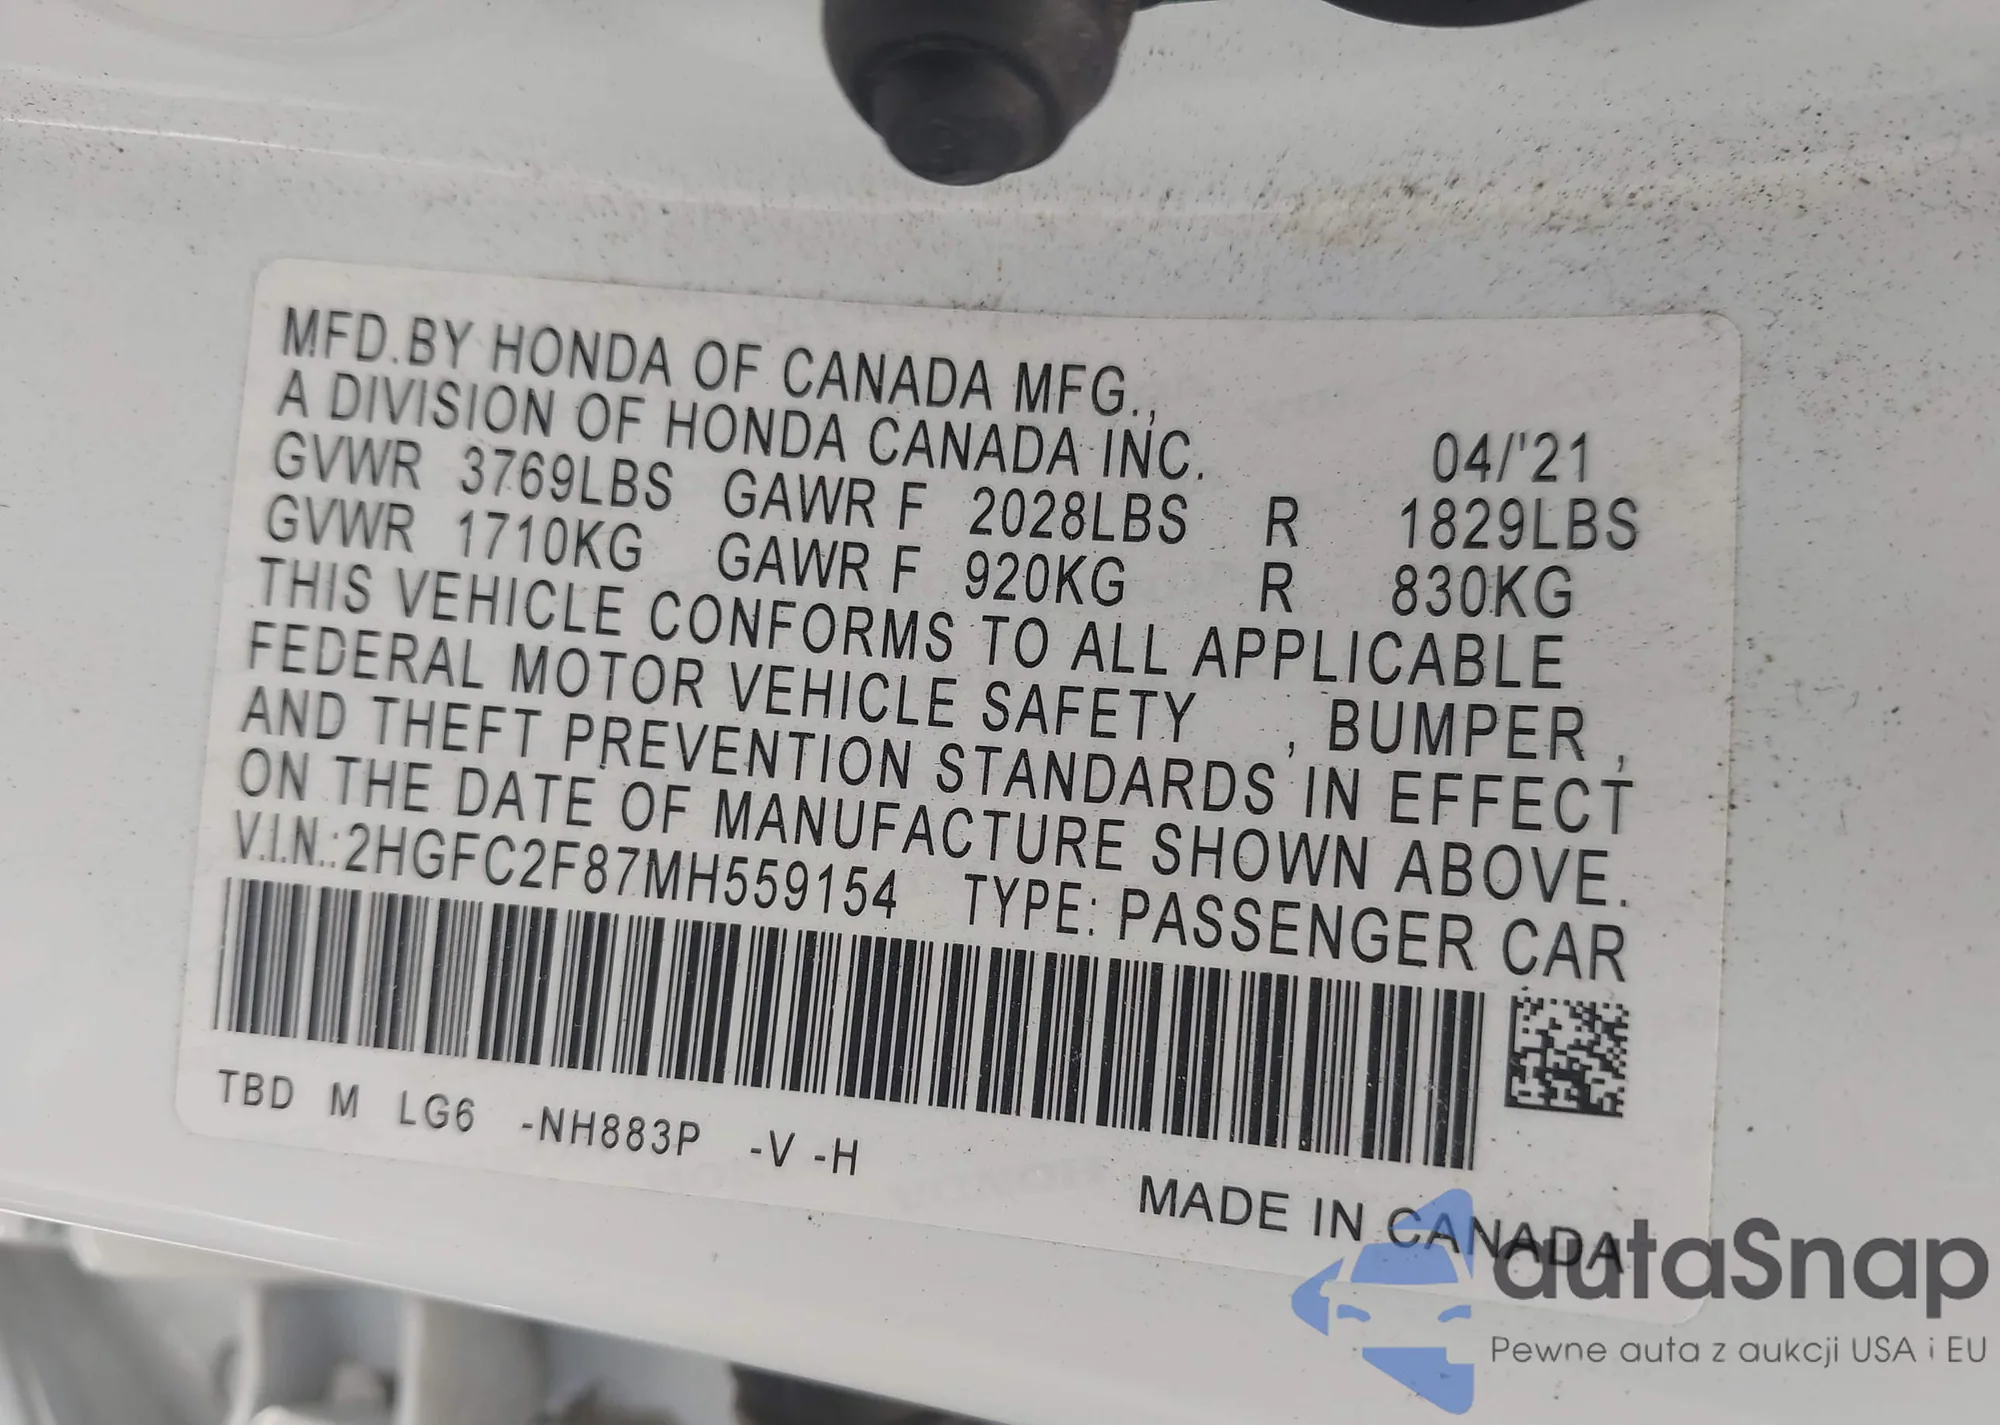 MFD.BY HONDA OF CANADA MFG.,
A DIVISION OF HONDA CANADA INC. 04/'21
GVWR 3769LBS GAWR F 2028LBS R 1829LBS
GVWR 1710KG GAWR F 920KG R 830KG
THIS VEHICLE CONFORMS TO ALL APPLICABLE
FEDERAL MOTOR VEHICLE SAFETY , BUMPER ,
AND THEFT PREVENTION STANDARDS IN EFFECT
ON THE DATE OF MANUFACTURE SHOWN ABOVE.
V.I.N.:2HGFC2F87MH559154 TYPE: PASSENGER CAR
TBD M LG6 -NH883P -V -H
MADE IN CANADA
autaSnap
Pewne auta z aukcji USA i EU